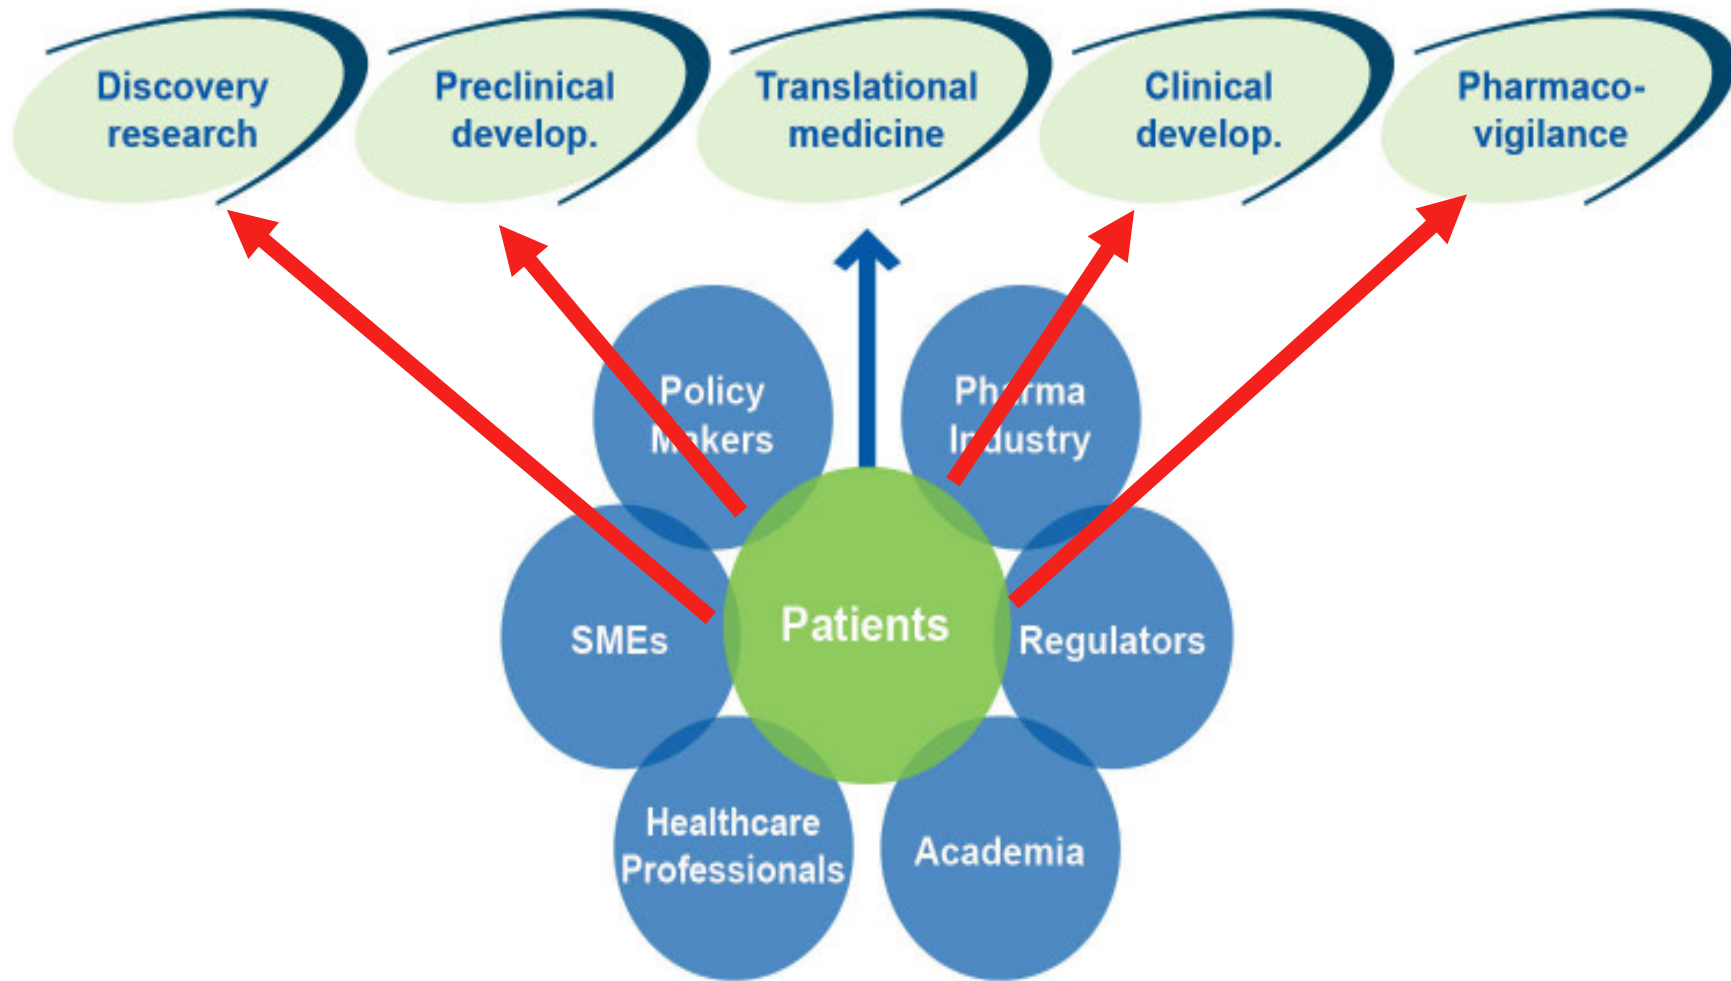 Discovery
research
Preclinical
develop.
Translational
medicine
Clinical
develop.
Pharmaco-
vigilance
Policy
Makers
Pharma
Industry
SMEs
Patients
Regulators
Healthcare
Professionals
Academia